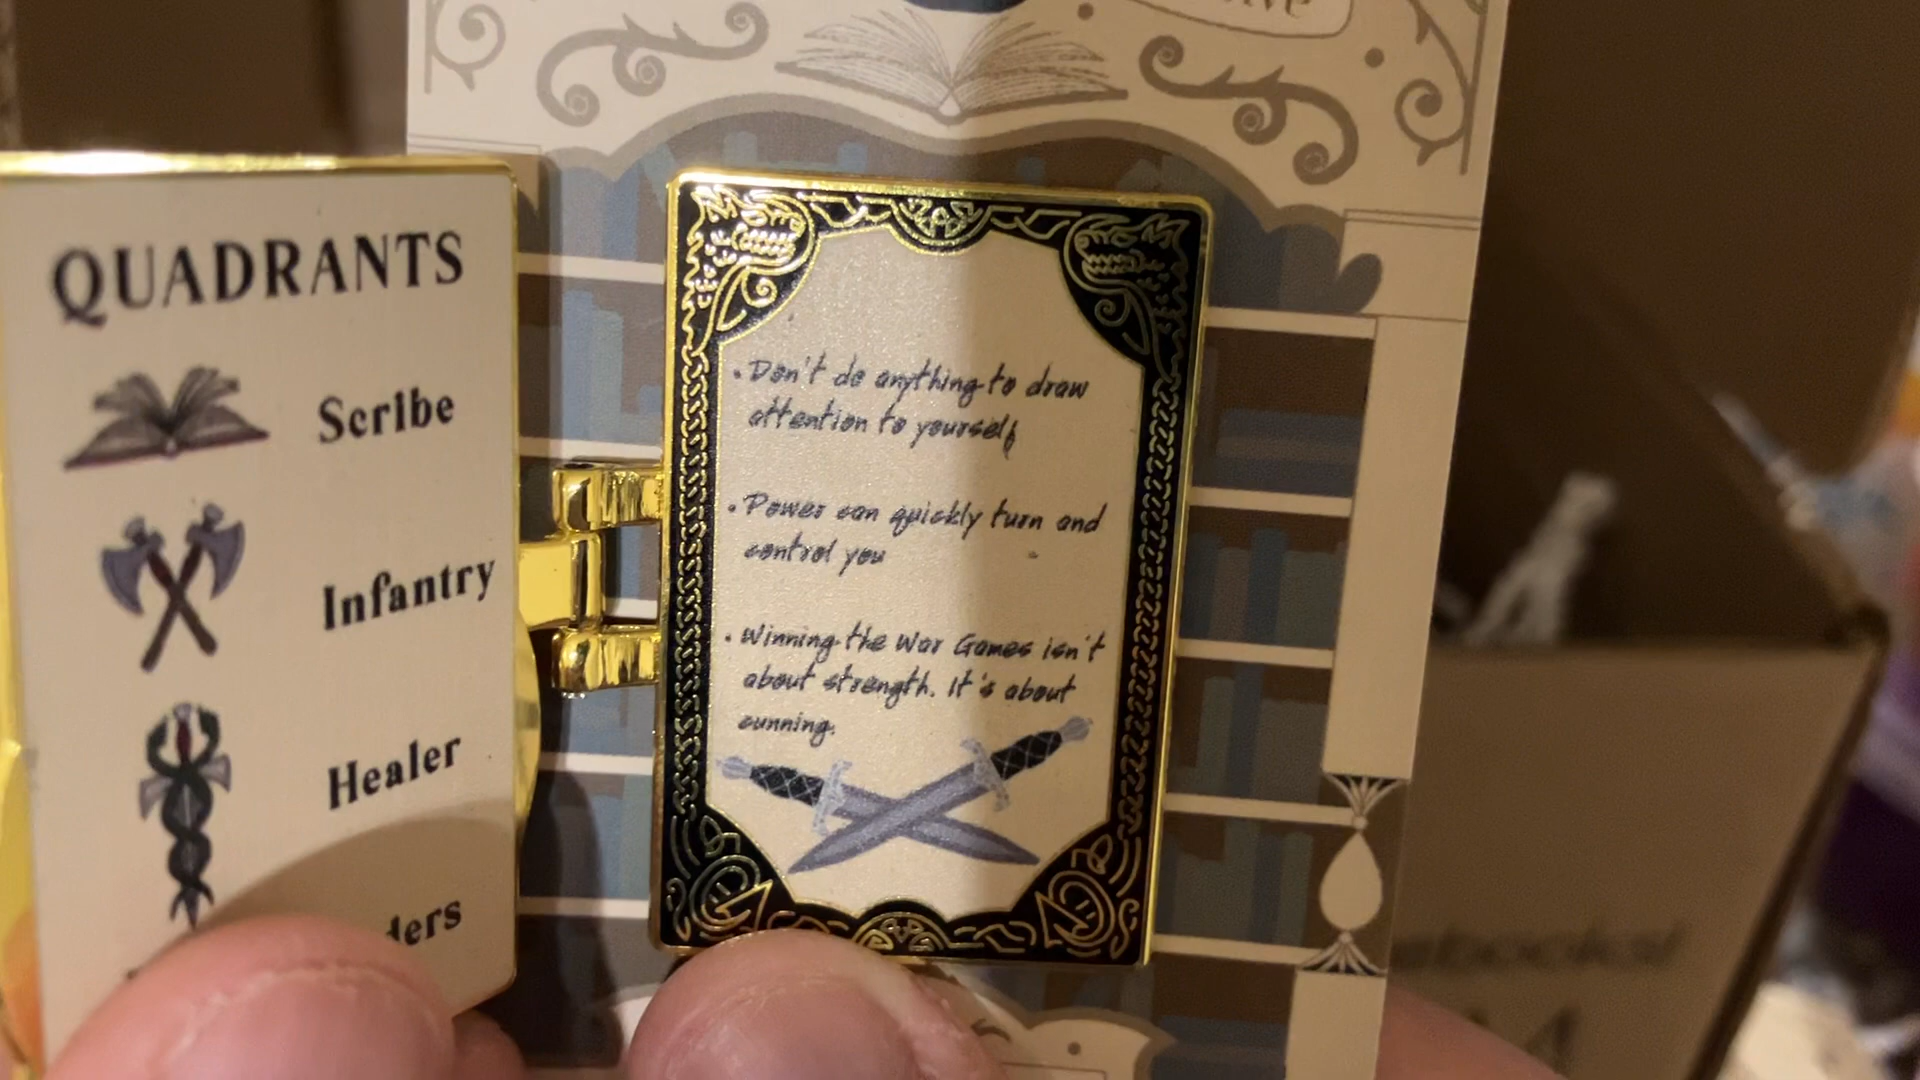 QUADRANTS
Scribe
Infantry
Healer
ders
• Don't do anything to draw
attention to yourself
• Power can quickly turn and
control you
• Winning the War Games isn't
about strength. It's about
cunning.